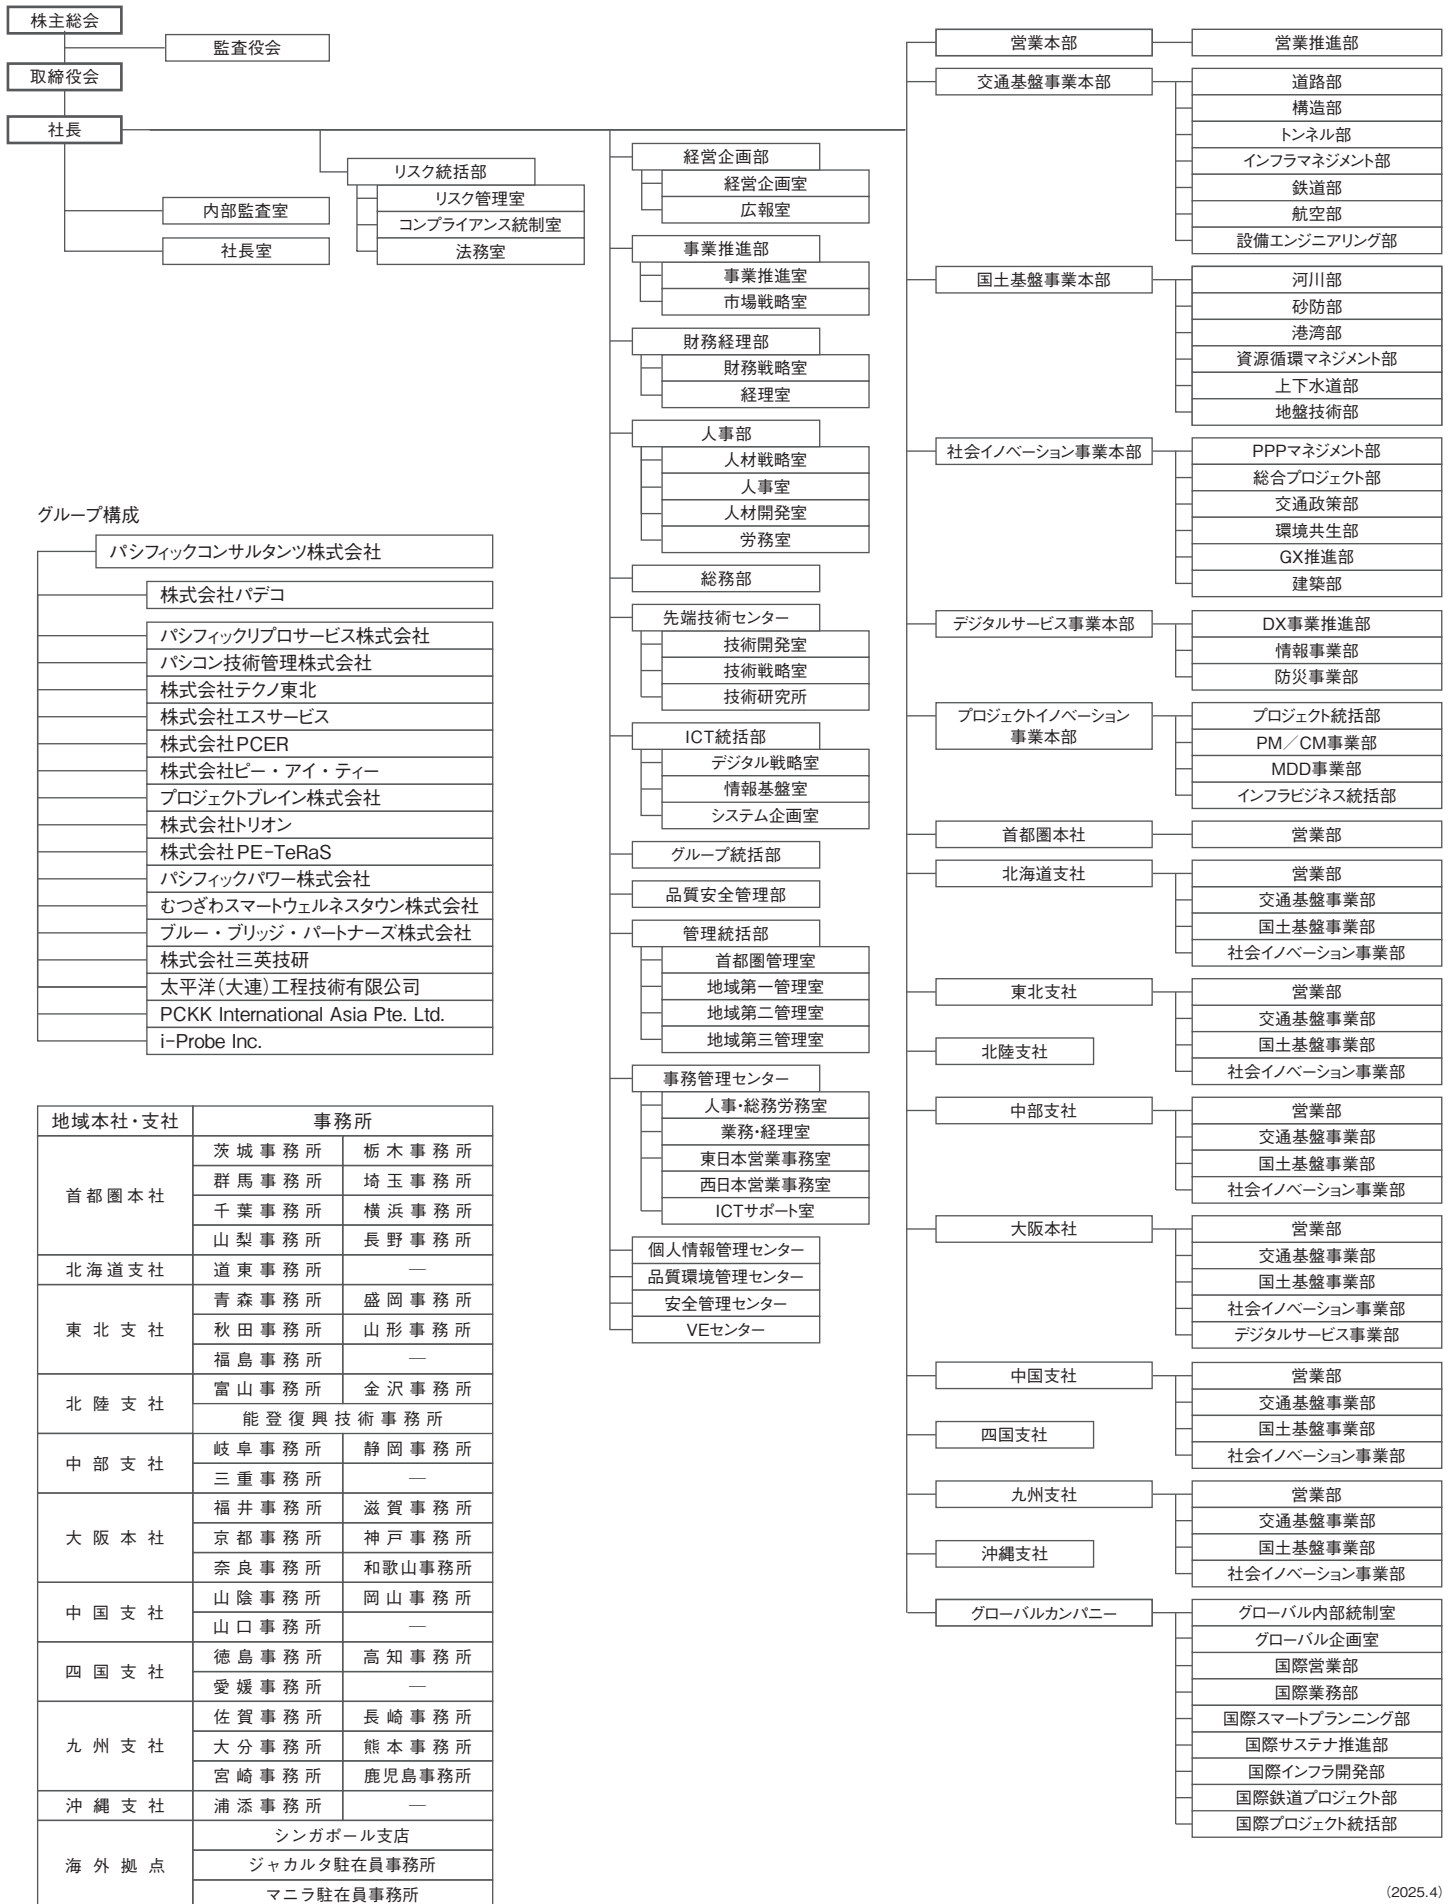 株主総会
監査役会
取締役会
社長
内部監査室
社長室
リスク統括部
リスク管理室
コンプライアンス統制室
法務室
経営企画部
経営企画室
広報室
事業推進部
事業推進室
市場戦略室
財務経理部
財務戦略室
経理室
人事部
人材戦略室
人事室
人材開発室
労務室
総務部
先端技術センター
技術開発室
技術戦略室
技術研究所
ICT統括部
デジタル戦略室
情報基盤室
システム企画室
グループ統括部
品質安全管理部
管理統括部
首都圏管理室
地域第一管理室
地域第二管理室
地域第三管理室
事務管理センター
人事・総務労務室
業務・経理室
東日本営業事務室
西日本営業事務室
ICTサポート室
個人情報管理センター
品質環境管理センター
安全管理センター
VEセンター
営業本部
営業推進部
交通基盤事業本部
道路部
構造部
トンネル部
インフラマネジメント部
鉄道部
航空部
設備エンジニアリング部
国土基盤事業本部
河川部
砂防部
港湾部
資源循環マネジメント部
上下水道部
地盤技術部
社会イノベーション事業本部
PPPマネジメント部
総合プロジェクト部
交通政策部
環境共生部
GX推進部
建築部
デジタルサービス事業本部
DX事業推進部
情報事業部
防災事業部
プロジェクトイノベーション
事業本部
プロジェクト統括部
PM／CM事業部
MDD事業部
インフラビジネス統括部
首都圏本社
営業部
北海道支社
営業部
交通基盤事業部
国土基盤事業部
社会イノベーション事業部
東北支社
営業部
交通基盤事業部
国土基盤事業部
社会イノベーション事業部
北陸支社
中部支社
営業部
交通基盤事業部
国土基盤事業部
社会イノベーション事業部
大阪本社
営業部
交通基盤事業部
国土基盤事業部
社会イノベーション事業部
デジタルサービス事業部
中国支社
営業部
交通基盤事業部
国土基盤事業部
社会イノベーション事業部
四国支社
九州支社
営業部
交通基盤事業部
国土基盤事業部
社会イノベーション事業部
沖縄支社
グローバルカンパニー
グローバル内部統制室
グローバル企画室
国際営業部
国際業務部
国際スマートプランニング部
国際サステナ推進部
国際インフラ開発部
国際鉄道プロジェクト部
国際プロジェクト統括部
グループ構成
パシフィックコンサルタンツ株式会社
株式会社パデコ
パシフィックリプロサービス株式会社
パシコン技術管理株式会社
株式会社テクノ東北
株式会社エスサービス
株式会社PCER
株式会社ピー・アイ・ティー
プロジェクトブレイン株式会社
株式会社トリオン
株式会社PE-TeRaS
パシフィックパワー株式会社
むつざわスマートウェルネスタウン株式会社
ブルー・ブリッジ・パートナーズ株式会社
株式会社三英技研
太平洋（大連）工程技術有限公司
PCKK International Asia Pte. Ltd.
i-Probe Inc.
地域本社・支社 事務所
首都圏本社 茨城事務所 栃木事務所
群馬事務所 埼玉事務所
千葉事務所 横浜事務所
山梨事務所 長野事務所
北海道支社 道東事務所 ―
東北支社 青森事務所 盛岡事務所
秋田事務所 山形事務所
福島事務所 ―
北陸支社 富山事務所 金沢事務所
能登復興技術事務所
中部支社 岐阜事務所 静岡事務所
三重事務所 ―
大阪本社 福井事務所 滋賀事務所
京都事務所 神戸事務所
奈良事務所 和歌山事務所
中国支社 山陰事務所 岡山事務所
山口事務所 ―
四国支社 徳島事務所 高知事務所
愛媛事務所 ―
九州支社 佐賀事務所 長崎事務所
大分事務所 熊本事務所
宮崎事務所 鹿児島事務所
沖縄支社 浦添事務所 ―
海外拠点 シンガポール支店
ジャカルタ駐在員事務所
マニラ駐在員事務所
(2025.4)